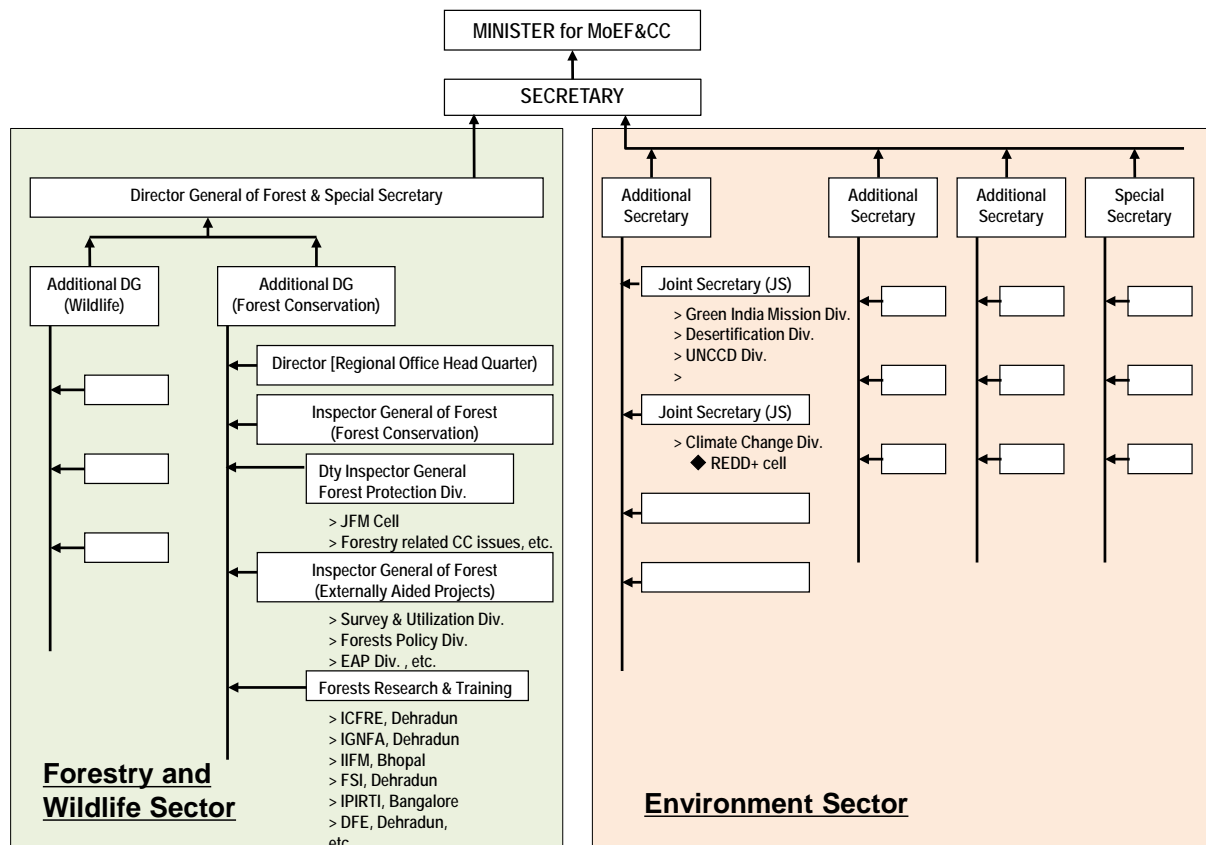 MINISTER for MoEF&CC
SECRETARY
Director General of Forest & Special Secretary
Additional DG
(Wildlife)
Additional DG
(Forest Conservation)
Director [Regional Office Head Quarter)
Inspector General of Forest
(Forest Conservation)
Dty Inspector General
Forest Protection Div.
> JFM Cell
> Forestry related CC issues, etc.
Inspector General of Forest
(Externally Aided Projects)
> Survey & Utilization Div.
> Forests Policy Div.
> EAP Div. , etc.
Forests Research & Training
> ICFRE, Dehradun
> IGNFA, Dehradun
> IIFM, Bhopal
> FSI, Dehradun
> IPIRTI, Bangalore
> DFE, Dehradun,
etc
Forestry and
Wildlife Sector
Additional
Secretary
Joint Secretary (JS)
> Green India Mission Div.
> Desertification Div.
> UNCCD Div.
>
Joint Secretary (JS)
> Climate Change Div.
◆ REDD+ cell
Additional
Secretary
Additional
Secretary
Special
Secretary
Environment Sector